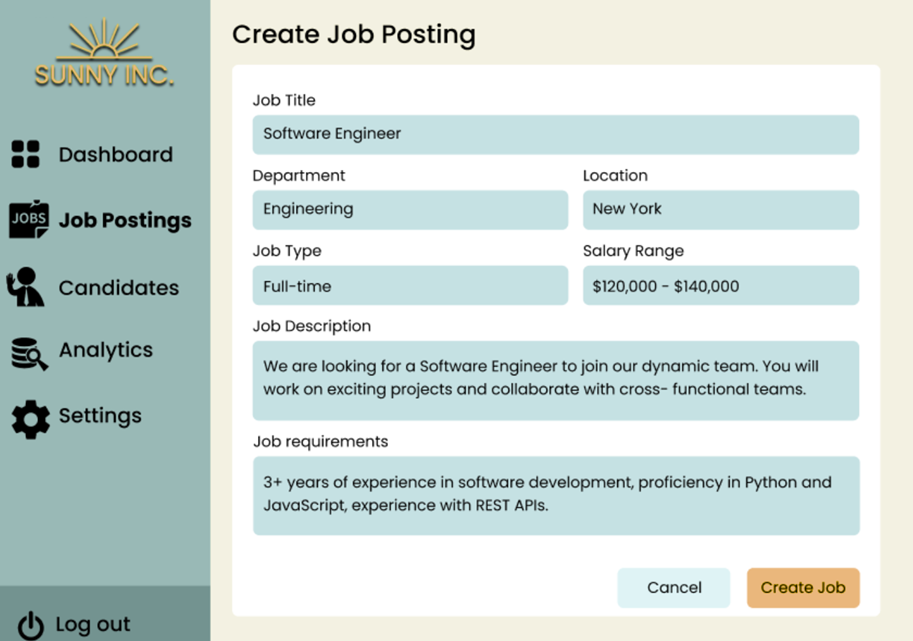 SUNNY INC.
Dashboard
JOBS
Job Postings
Candidates
Analytics
Settings
Log out
Create Job Posting
Job Title
Software Engineer
Department
Location
Engineering
New York
Job Type
Salary Range
Full-time
$120,000 - $140,000
Job Description
We are looking for a Software Engineer to join our dynamic team. You will
work on exciting projects and collaborate with cross- functional teams.
Job requirements
3+ years of experience in software development, proficiency in Python and
JavaScript, experience with REST APIs.
Cancel
Create Job